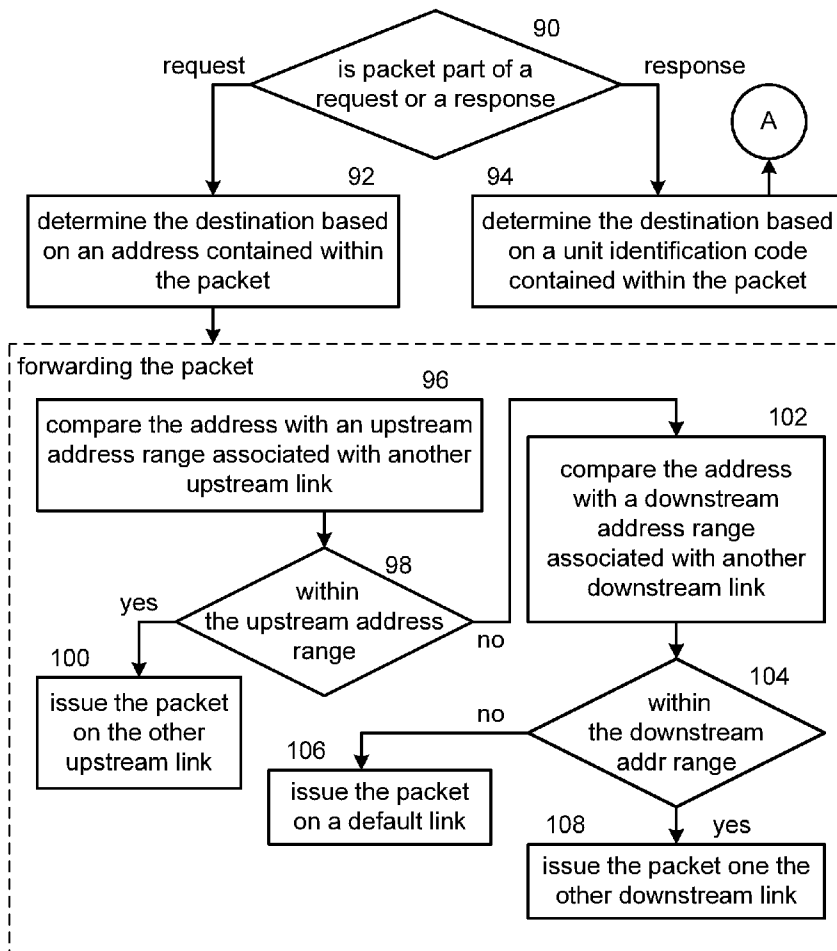 90
is packet part of a
request or a response
request
response
A
92
determine the destination based
on an address contained within
the packet
94
determine the destination based
on a unit identification code
contained within the packet
forwarding the packet
96
compare the address with an upstream
address range associated with another
upstream link
98
within
the upstream address
range
yes
no
100
issue the packet
on the other
upstream link
102
compare the address
with a downstream
address range
associated with another
downstream link
104
within
the downstream
addr range
no
yes
106
issue the packet
on a default link
108
issue the packet one the
other downstream link